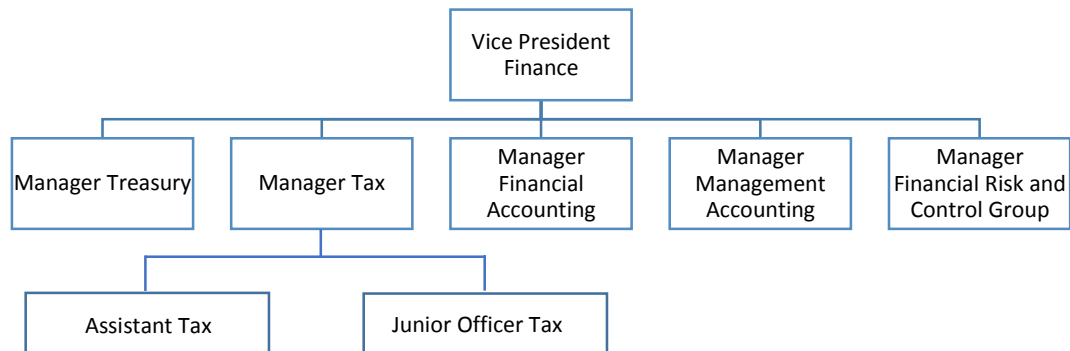 Vice President
Finance
Manager Treasury
Manager Tax
Manager
Financial
Accounting
Manager
Management
Accounting
Manager
Financial Risk and
Control Group
Assistant Tax
Junior Officer Tax